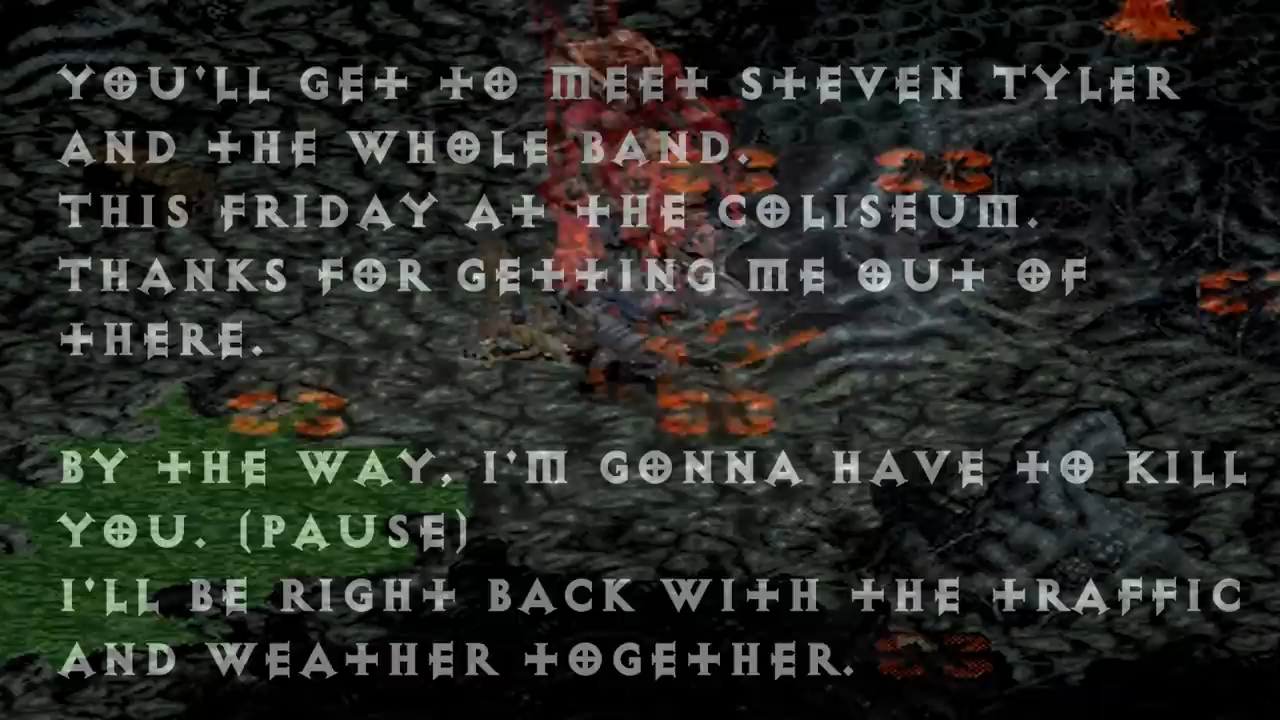 YOU'LL GET TO MEET STEVEN TYLER
AND THE WHOLE BAND.
THIS FRIDAY AT THE COLISEUM.
THANKS FOR GETTING ME OUT OF
THERE.
BY THE WAY, I'M GONNA HAVE TO KILL
YOU. (PAUSE)
I'LL BE RIGHT BACK WITH THE TRAFFIC
AND WEATHER TOGETHER.